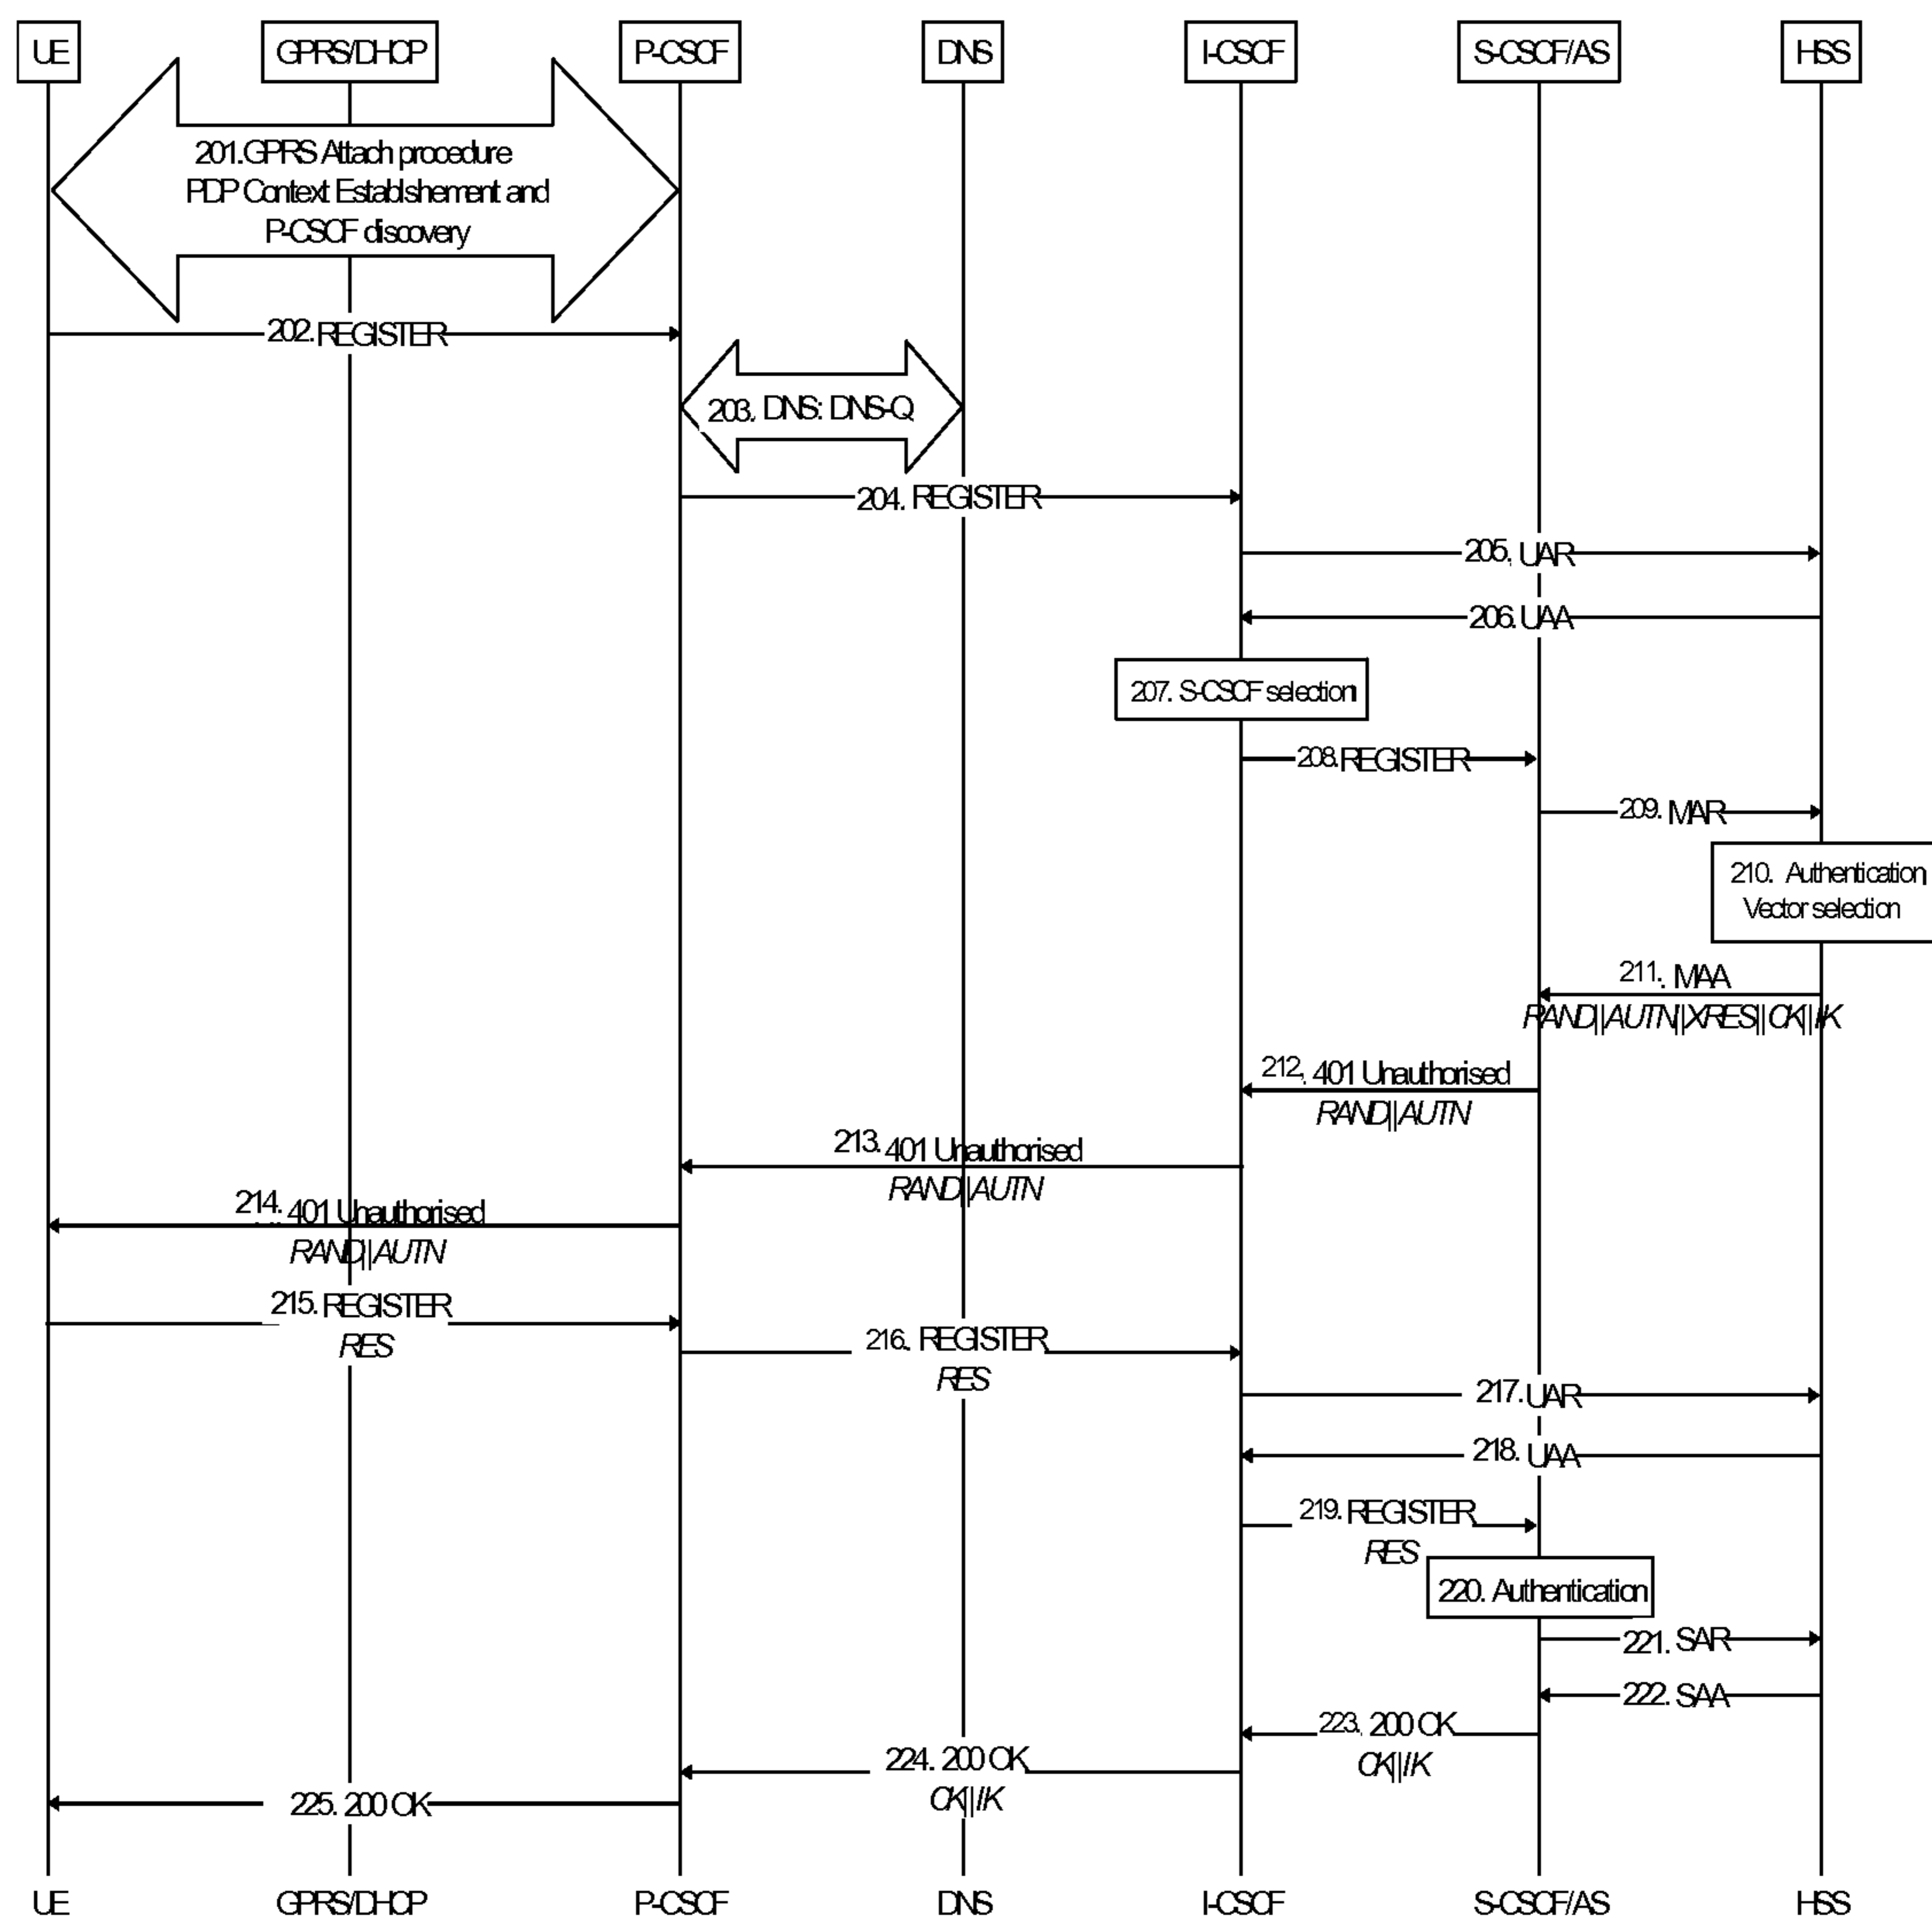 UE
GPRS/DHCP
P-CSCF
DNS
I-CSCF
S-CSCF/AS
HSS
201.GPRS Attach procedure
PDP Context Establishement and
P-CSCF discovery
202. REGISTER
203. DNS: DNS-Q
204. REGISTER
205. UAR
206. UAA
207. S-CSCF selection
208. REGISTER
209. MAR
210. Authentication
Vector selection
211. MAA
RAND||AUTN||XRES||CK||IK
212. 401 Unauthorised
RAND||AUTN
213. 401 Unauthorised
RAND||AUTN
214. 401 Unauthorised
RAND||AUTN
215. REGISTER
RES
216. REGISTER
RES
217. UAR
218. UAA
219. REGISTER
RES
220. Authentication
221. SAR
222. SAA
223. 200 OK
CK||IK
224. 200 OK
CK||IK
225. 200 OK
UE
GPRS/DHCP
P-CSCF
DNS
I-CSCF
S-CSCF/AS
HSS